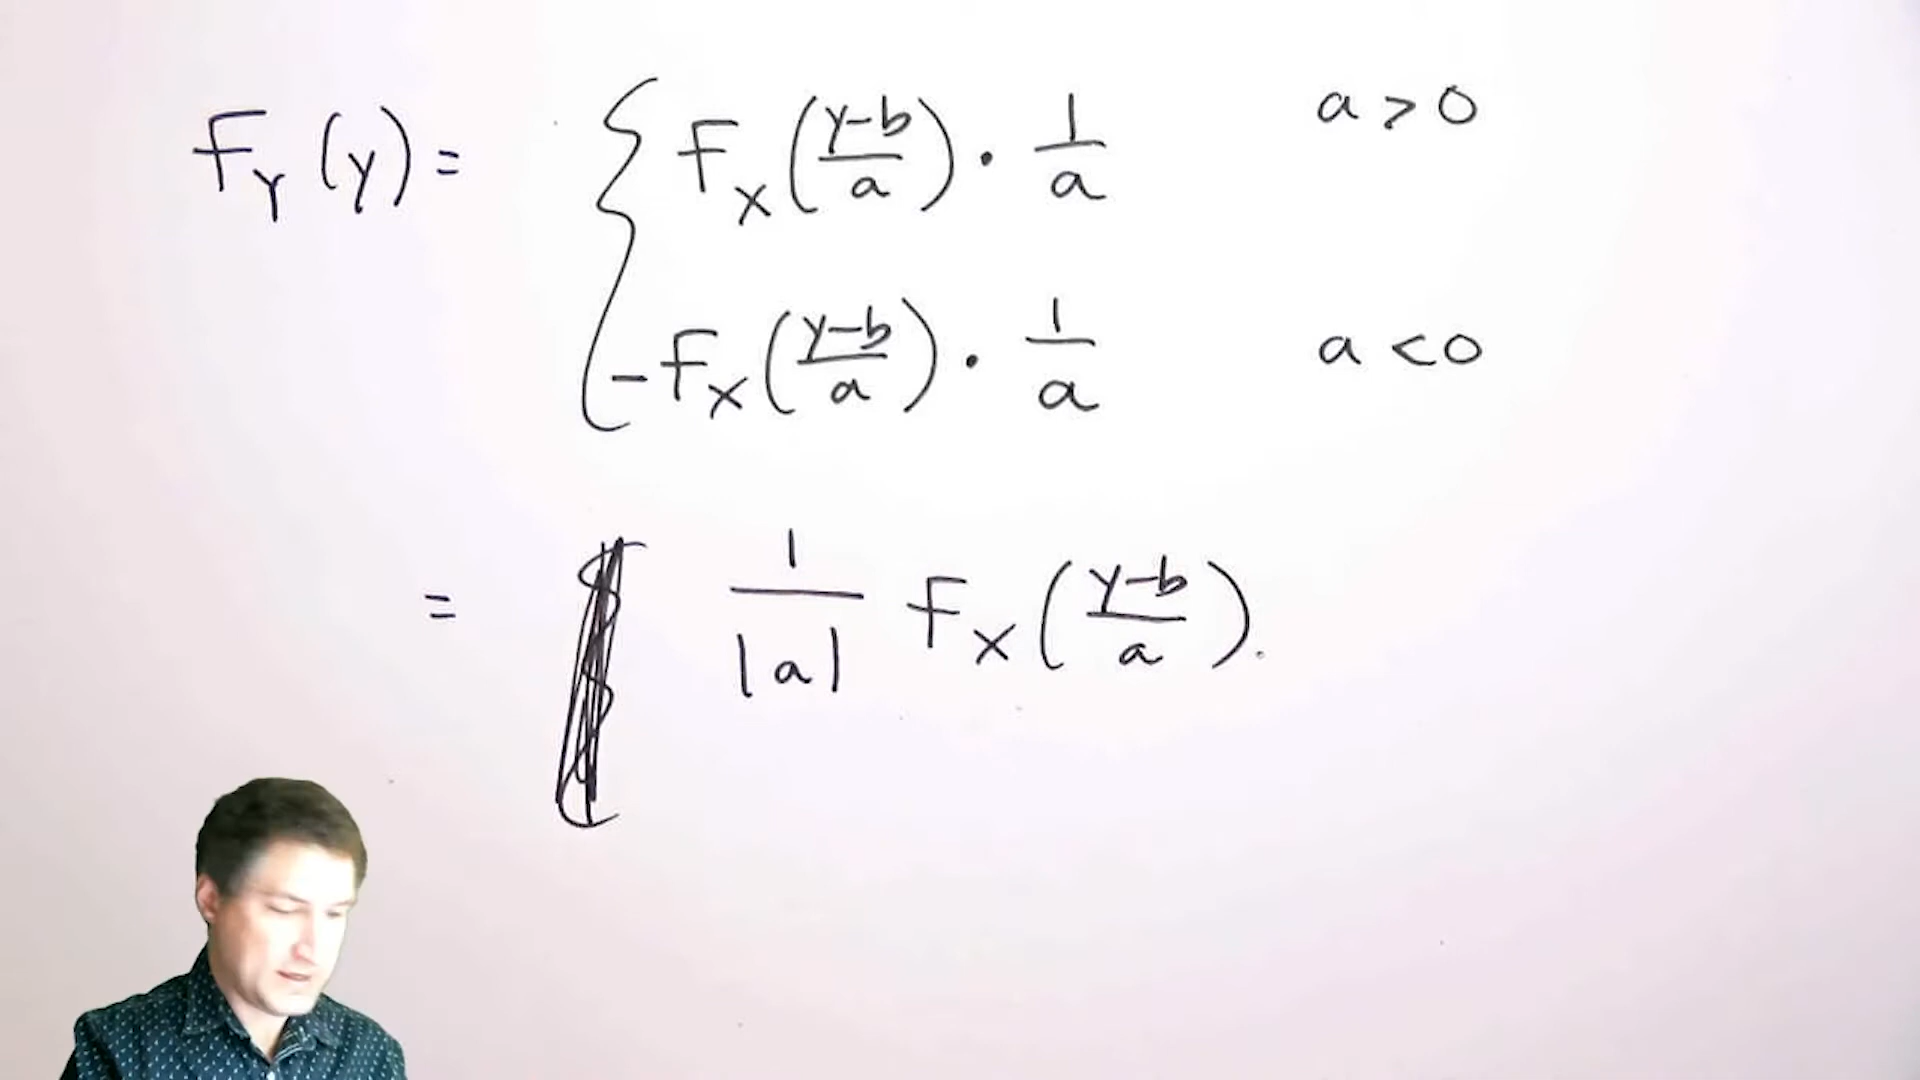 f_Y(y) = { f_X((y-b)/a) · 1/a   a > 0
-f_X((y-b)/a) · 1/a   a < 0
= 1/|a| f_X((y-b)/a).